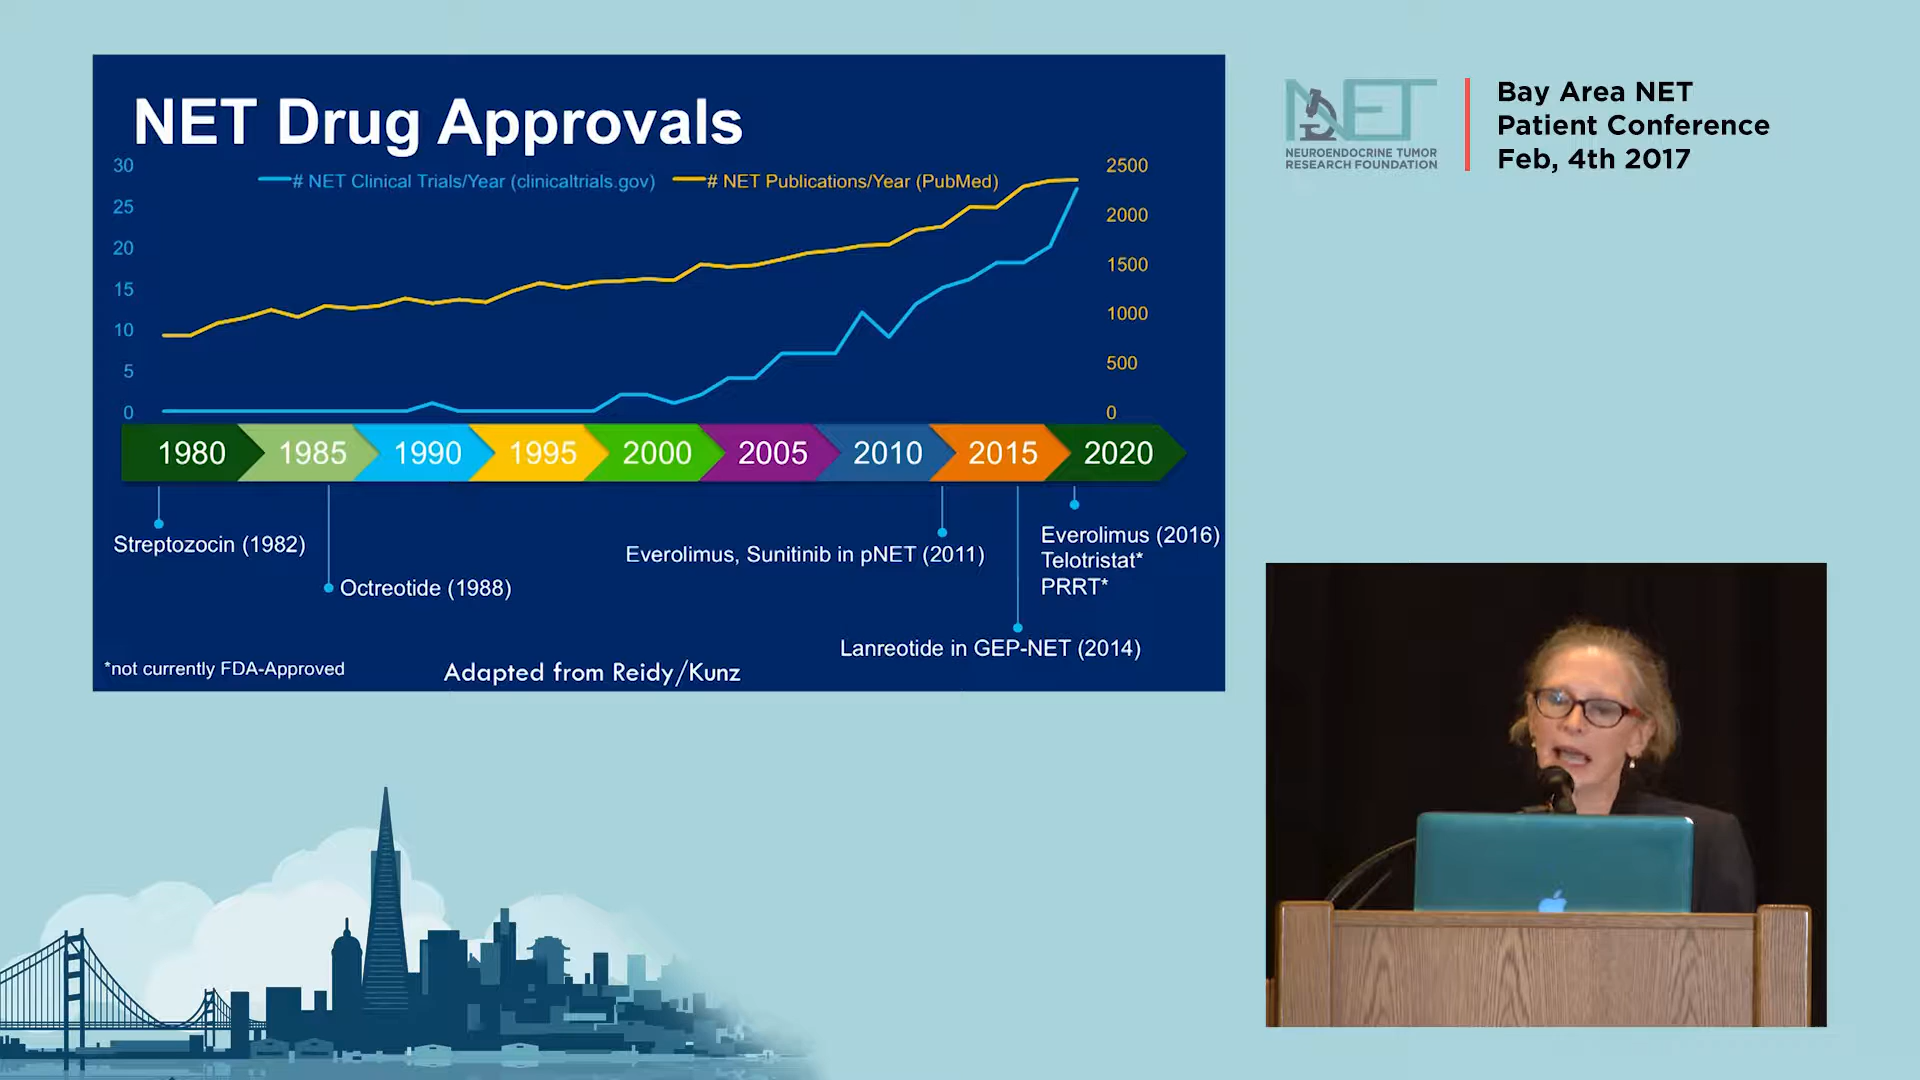 NET Drug Approvals
# NET Clinical Trials/Year (clinicaltrials.gov)
# NET Publications/Year (PubMed)
30
25
20
15
10
5
0
2500
2000
1500
1000
500
0
1980
1985
1990
1995
2000
2005
2010
2015
2020
Streptozocin (1982)
Octreotide (1988)
Everolimus, Sunitinib in pNET (2011)
Everolimus (2016)
Telotristat*
PRRT*
Lanreotide in GEP-NET (2014)
*not currently FDA-Approved
Adapted from Reidy/Kunz
NET
NEUROENDOCRINE TUMOR
RESEARCH FOUNDATION
Bay Area NET
Patient Conference
Feb, 4th 2017